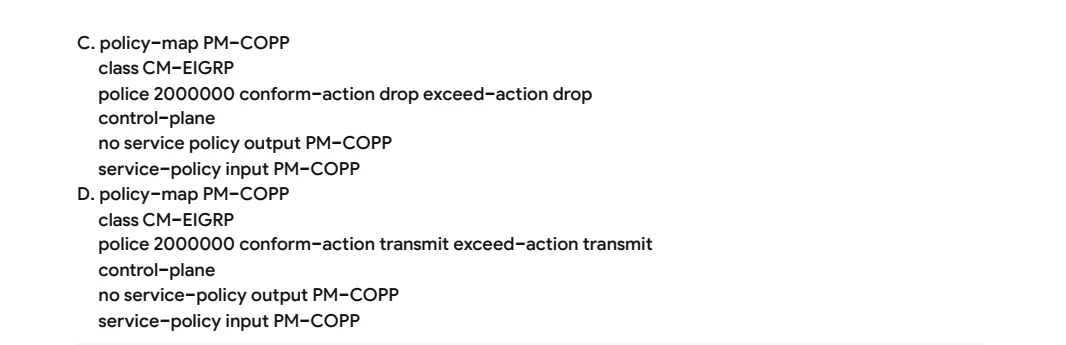 C. policy-map PM-COPP
class CM-EIGRP
police 2000000 conform-action drop exceed-action drop
control-plane
no service policy output PM-COPP
service-policy input PM-COPP
D. policy-map PM-COPP
class CM-EIGRP
police 2000000 conform-action transmit exceed-action transmit
control-plane
no service-policy output PM-COPP
service-policy input PM-COPP